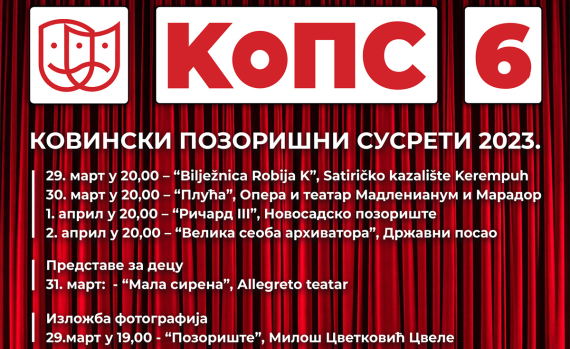 КоПС 6
КОВИНСКИ ПОЗОРИШНИ СУСРЕТИ 2023.
29. март у 20,00 – “Bilježnica Robija K”, Satiričko kazalište Kerempuh
30. март у 20,00 – “Плућа”, Опера и театар Мадленианум и Марадор
1. април у 20,00 – “Ричард III”, Новосадско позориште
2. април у 20,00 – “Велика сеоба архиватора”, Државни посао
Представе за децу
31. март: - “Мала сирена”, Allegreto teatar
Изложба фотографија
29.март у 19,00 - “Позориште”, Милош Цветковић Цвеле